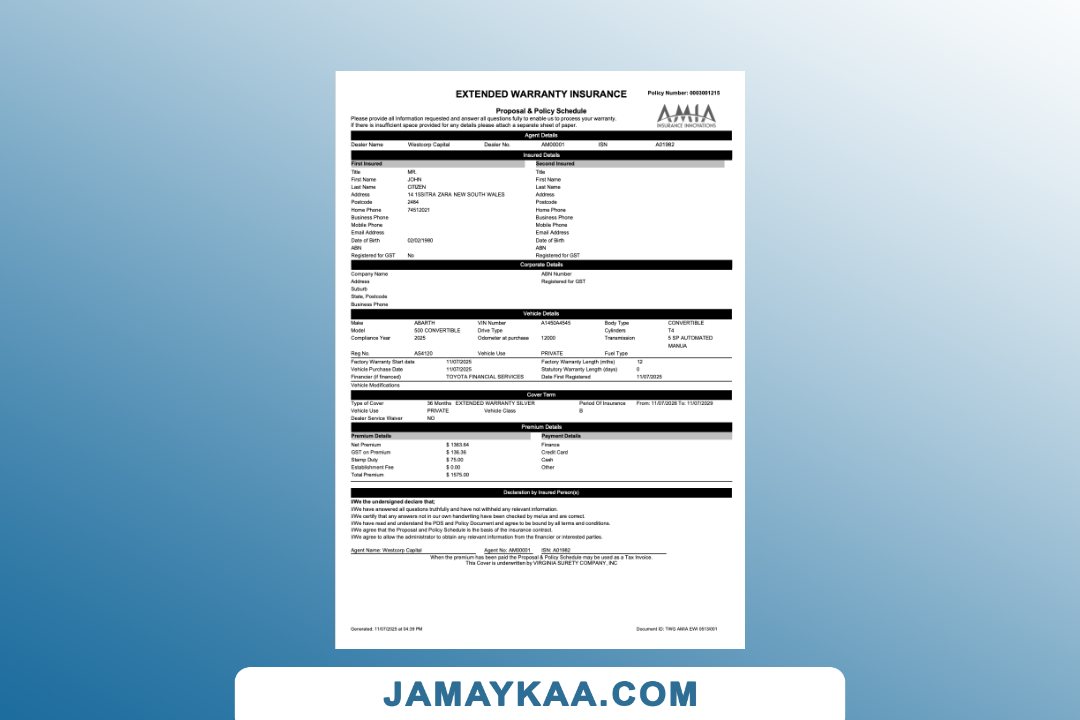 EXTENDED WARRANTY INSURANCE
Policy Number: 0003001215
Proposal & Policy Schedule
Please provide all information requested and answer all questions fully to enable us to process your warranty.
If there is insufficient space provided for any details please attach a separate sheet of paper.
AMIA
INSURANCE INNOVATIONS
Agent Details
Dealer Name Westcorp Capital Dealer No. AM00001 ISN A01982
Insured Details
First Insured Second Insured
Title MR. Title
First Name JOHN First Name
Last Name CITIZEN Last Name
Address 14 15SITRA ZARA NEW SOUTH WALES Address
Postcode 2484 Postcode
Home Phone 74512021 Home Phone
Business Phone Business Phone
Mobile Phone Mobile Phone
Email Address Email Address
Date of Birth 02/02/1980 Date of Birth
ABN ABN
Registered for GST No Registered for GST
Corporate Details
Company Name ABN Number
Address Registered for GST
Suburb
State, Postcode
Business Phone
Vehicle Details
Make ABARTH VIN Number A1450A4545 Body Type CONVERTIBLE
Model 500 CONVERTIBLE Drive Type Cylinders T4
Compliance Year 2025 Odometer at purchase 12000 Transmission 5 SP AUTOMATED
MANUA
Reg No. AS4120 Vehicle Use PRIVATE Fuel Type
Factory Warranty Start date 11/07/2025 Factory Warranty Length (mths) 12
Vehicle Purchase Date 11/07/2025 Statutory Warranty Length (days) 0
Financier (if financed) TOYOTA FINANCIAL SERVICES Date First Registered 11/07/2025
Vehicle Modifications
Cover Term
Type of Cover 36 Months EXTENDED WARRANTY SILVER Period Of Insurance From: 11/07/2026 To: 11/07/2029
Vehicle Use PRIVATE Vehicle Class B
Dealer Service Waiver NO
Premium Details
Premium Details Payment Details
Net Premium $ 1363.64 Finance
GST on Premium $ 136.36 Credit Card
Stamp Duty $ 75.00 Cash
Establishment Fee $ 0.00 Other
Total Premium $ 1575.00
Declaration by Insured Person(s)
I/We the undersigned declare that;
I/We have answered all questions truthfully and have not withheld any relevant information.
I/We certify that any answers not in our own handwriting have been checked by me/us and are correct.
I/We have read and understand the PDS and Policy Document and agree to be bound by all terms and conditions.
I/We agree that the Proposal and Policy Schedule is the basis of the insurance contract.
I/We agree to allow the administrator to obtain any relevant information from the financier or interested parties.
Agent Name: Westcorp Capital Agent No: AM00001 ISN: A01982
When the premium has been paid the Proposal & Policy Schedule may be used as a Tax Invoice.
This Cover is underwritten by VIRGINIA SURETY COMPANY, INC
Generated: 11/07/2025 at 04:39 PM
Document ID: TWG AMIA EWI 0513/001
JAMAYKAA.COM